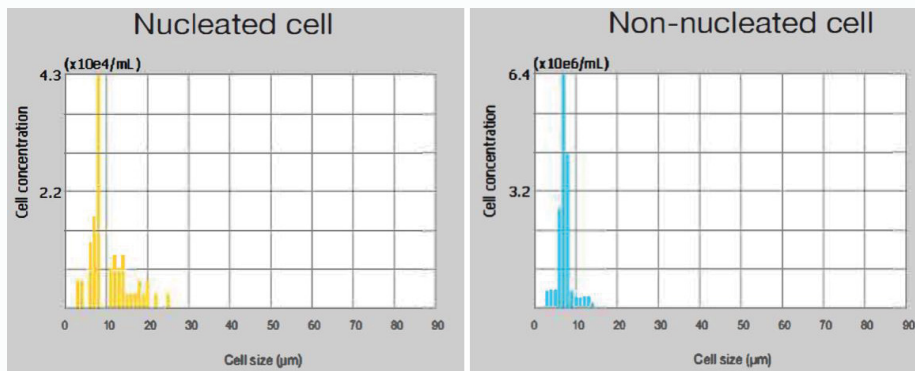 Nucleated cell
(x10e4/mL)
4.3
2.2
Cell concentration
0 10 20 30 40 50 60 70 80 90
Cell size (μm)
Non-nucleated cell
(x10e6/mL)
6.4
3.2
Cell concentration
0 10 20 30 40 50 60 70 80 90
Cell size (μm)